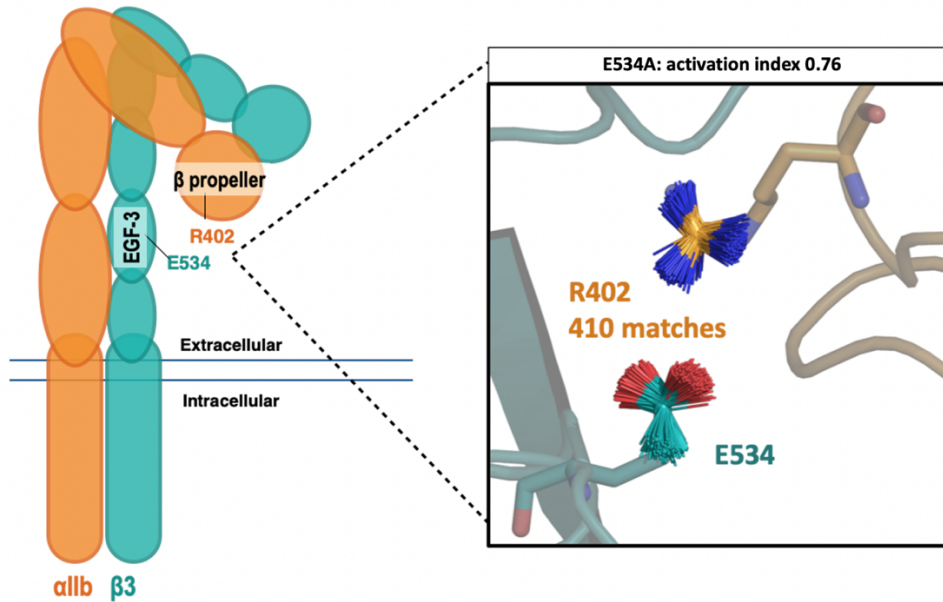 E534A: activation index 0.76
β propeller
R402
EGF-3
E534
R402
410 matches
E534
Extracellular
Intracellular
αIIb β3